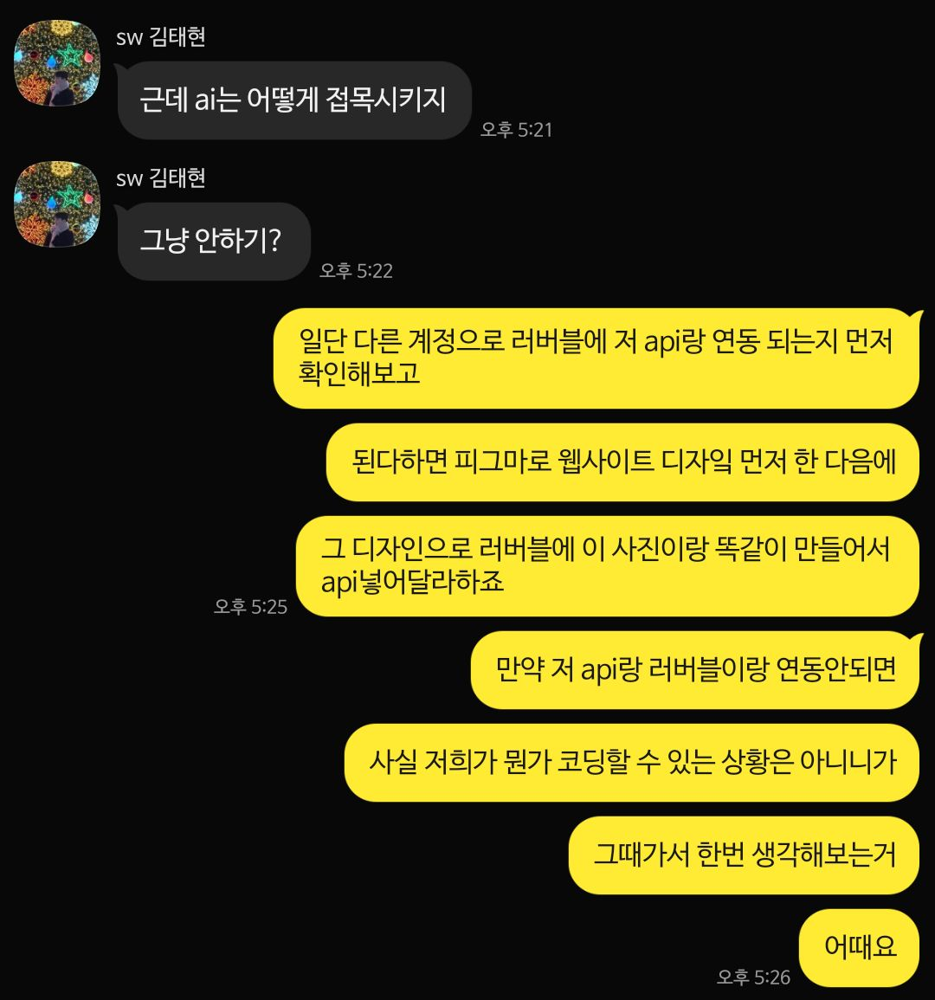 sw 김태현
근데 ai는 어떻게 접목시키지
오후 5:21
sw 김태현
그냥 안하기?
오후 5:22
일단 다른 계정으로 러버블에 저 api랑 연동 되는지 먼저
확인해보고
된다하면 피그마로 웹사이트 디자잌 먼저 한 다음에
그 디자인으로 러버블에 이 사진이랑 똑같이 만들어서
api넣어달라하죠
오후 5:25
만약 저 api랑 러버블이랑 연동안되면
사실 저희가 뭔가 코딩할 수 있는 상황은 아니니가
그때가서 한번 생각해보는거
어때요
오후 5:26